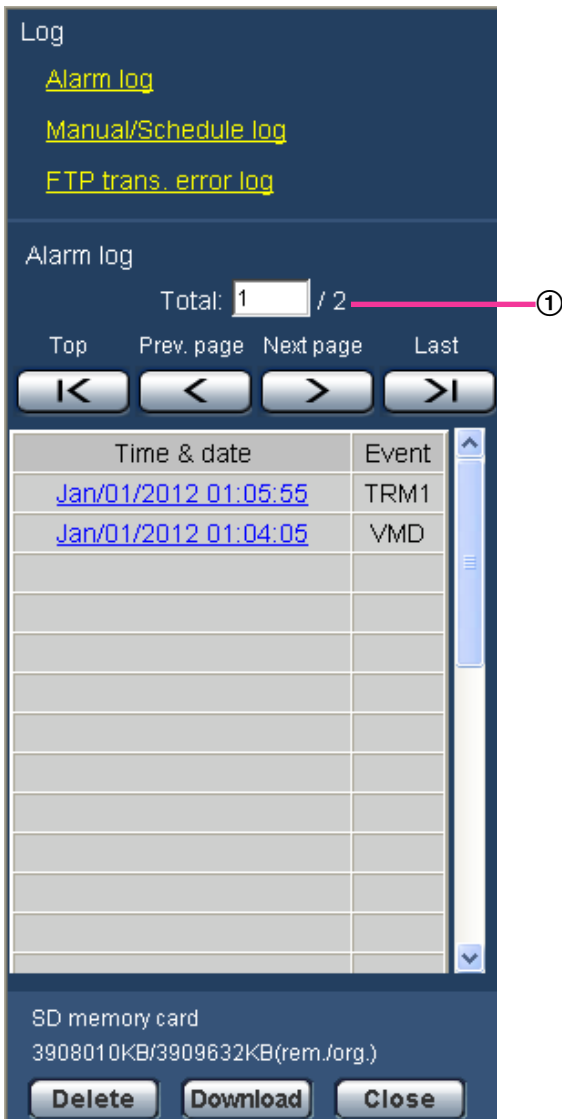 Log
Alarm log
Manual/Schedule log
FTP trans. error log
Alarm log
Total: 1 / 2 ①
Top Prev. page Next page Last
Time & date Event
Jan/01/2012 01:05:55 TRM1
Jan/01/2012 01:04:05 VMD
SD memory card
3908010KB/3909632KB(rem./org.)
Delete Download Close